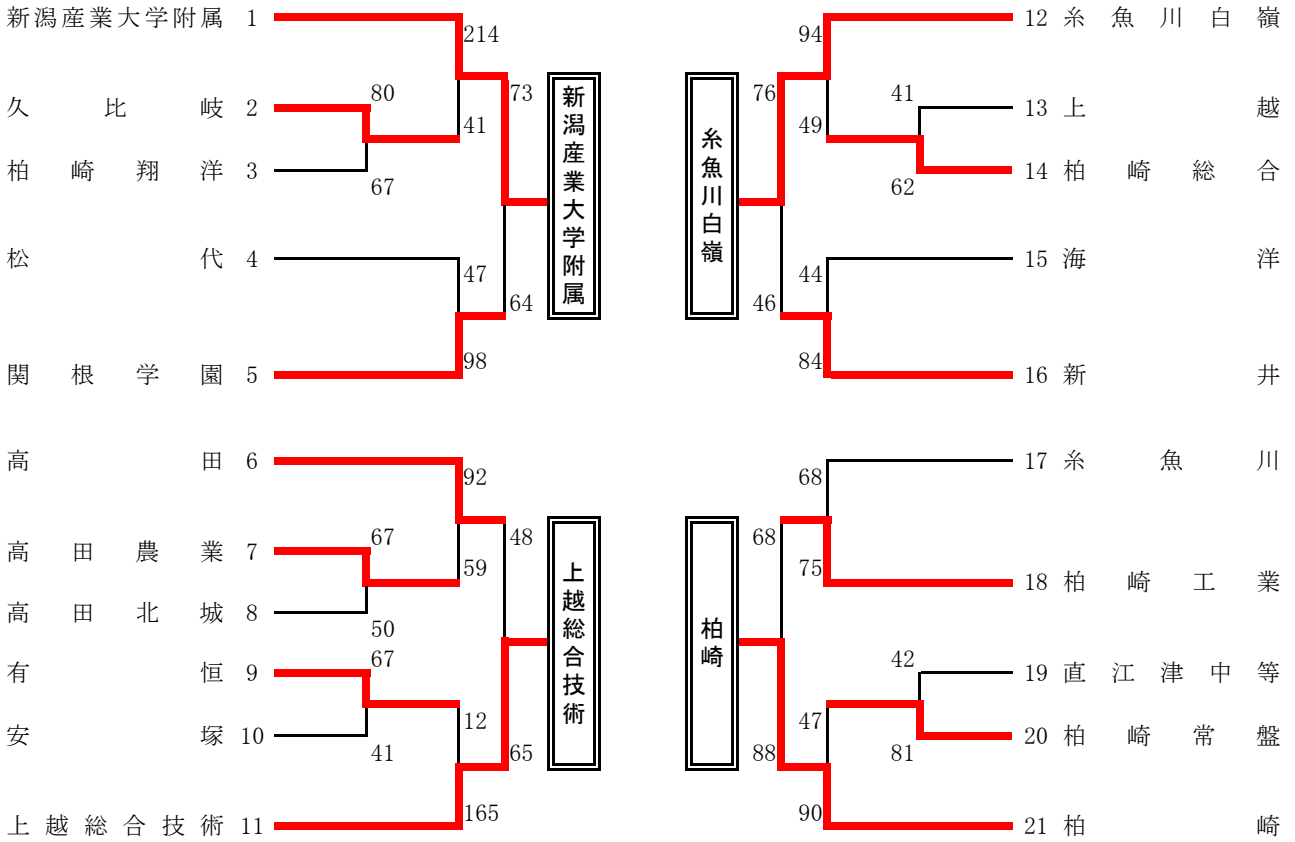 新潟産業大学附属 1
久比岐 2
柏崎翔洋 3
松代 4
関根学園 5
高田 6
高田農業 7
高田北城 8
有恒 9
安塚 10
上越総合技術 11
214
80
41
67
73
47
64
98
92
67
59
50
48
67
12
41
65
165
新潟産業大学附属
上越総合技術
糸魚川白嶺
柏崎
94
76
41
49
62
44
46
84
68
68
75
42
47
81
88
90
12 糸魚川白嶺
13 上越
14 柏崎総合
15 海洋
16 新井
17 糸魚川
18 柏崎工業
19 直江津中等
20 柏崎常盤
21 柏崎